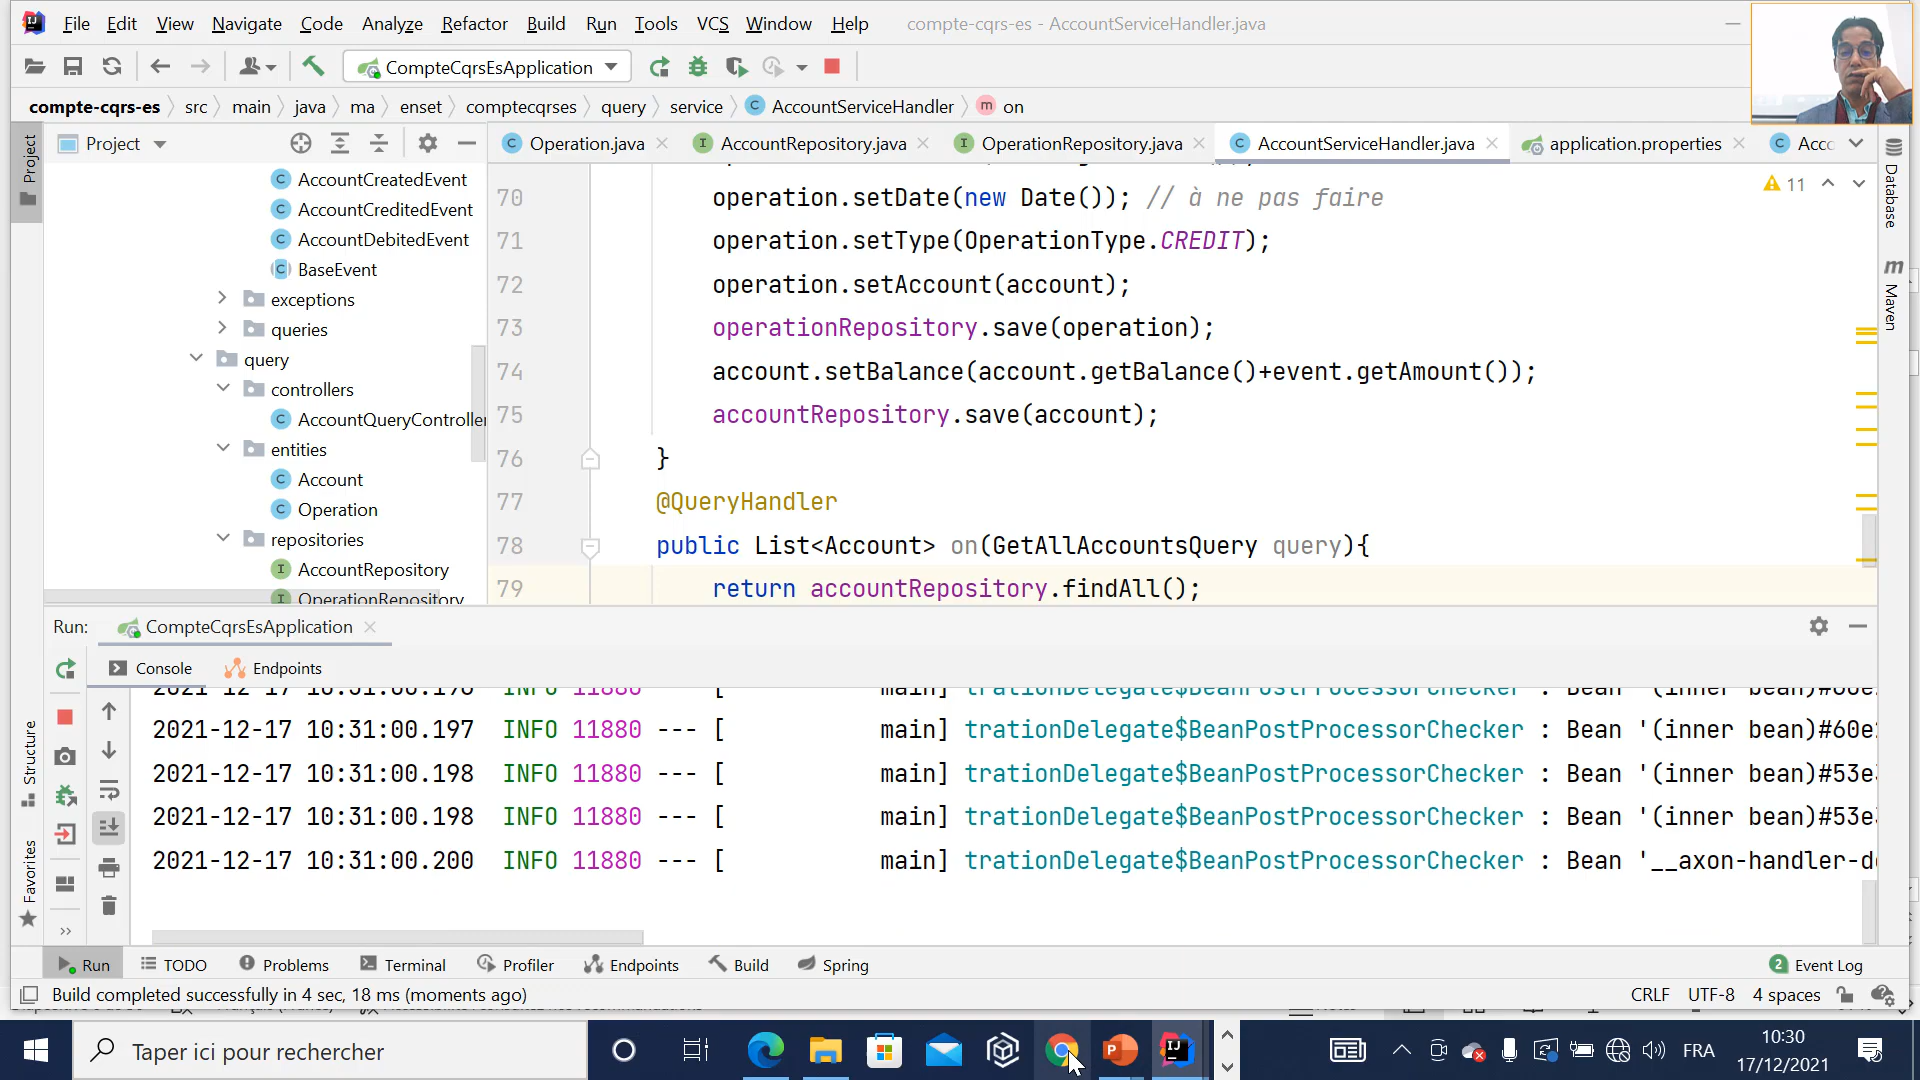 File Edit View Navigate Code Analyze Refactor Build Run Tools VCS Window Help compte-cqrs-es - AccountServiceHandler.java
CompteCqrsEsApplication
compte-cqrs-es src main java ma enset comptecqrses query service AccountServiceHandler on
Project
Operation.java AccountRepository.java OperationRepository.java AccountServiceHandler.java application.properties Acco
Project
AccountCreatedEvent
AccountCreditedEvent
AccountDebitedEvent
BaseEvent
exceptions
queries
query
controllers
AccountQueryController
entities
Account
Operation
repositories
AccountRepository
OperationRepository
70 operation.setDate(new Date()); // à ne pas faire
71 operation.setType(OperationType.CREDIT);
72 operation.setAccount(account);
73 operationRepository.save(operation);
74 account.setBalance(account.getBalance()+event.getAmount());
75 accountRepository.save(account);
76 }
77 @QueryHandler
78 public List<Account> on(GetAllAccountsQuery query){
79 return accountRepository.findAll();
11
Database
Maven
Run: CompteCqrsEsApplication
Console Endpoints
2021-12-17 10:31:00.197 INFO 11880 --- [ main] trationDelegate$BeanPostProcessorChecker : Bean '(inner bean)#60e
2021-12-17 10:31:00.198 INFO 11880 --- [ main] trationDelegate$BeanPostProcessorChecker : Bean '(inner bean)#53e
2021-12-17 10:31:00.198 INFO 11880 --- [ main] trationDelegate$BeanPostProcessorChecker : Bean '(inner bean)#53e
2021-12-17 10:31:00.200 INFO 11880 --- [ main] trationDelegate$BeanPostProcessorChecker : Bean '__axon-handler-d
Structure
Favorites
Run TODO Problems Terminal Profiler Endpoints Build Spring 2 Event Log
Build completed successfully in 4 sec, 18 ms (moments ago) CRLF UTF-8 4 spaces
Taper ici pour rechercher
FRA
10:30
17/12/2021